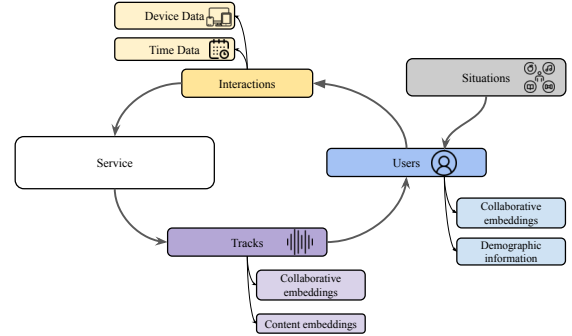 Device Data
Time Data
Interactions
Situations
Service
Users
Collaborative
embeddings
Demographic
information
Tracks
Collaborative
embeddings
Content embeddings